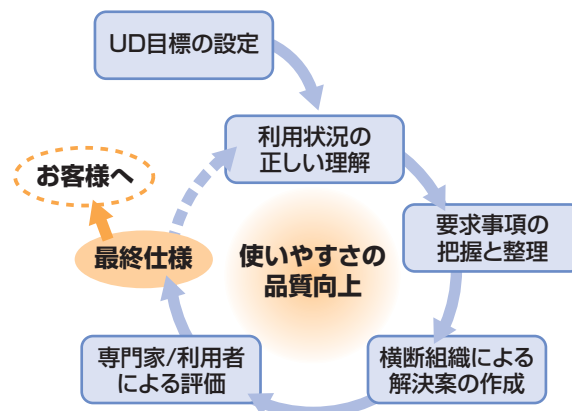 UD目標の設定
利用状況の
正しい理解
お客様へ
要求事項の
把握と整理
最終仕様
使いやすさの
品質向上
専門家/利用者
による評価
横断組織による
解決案の作成